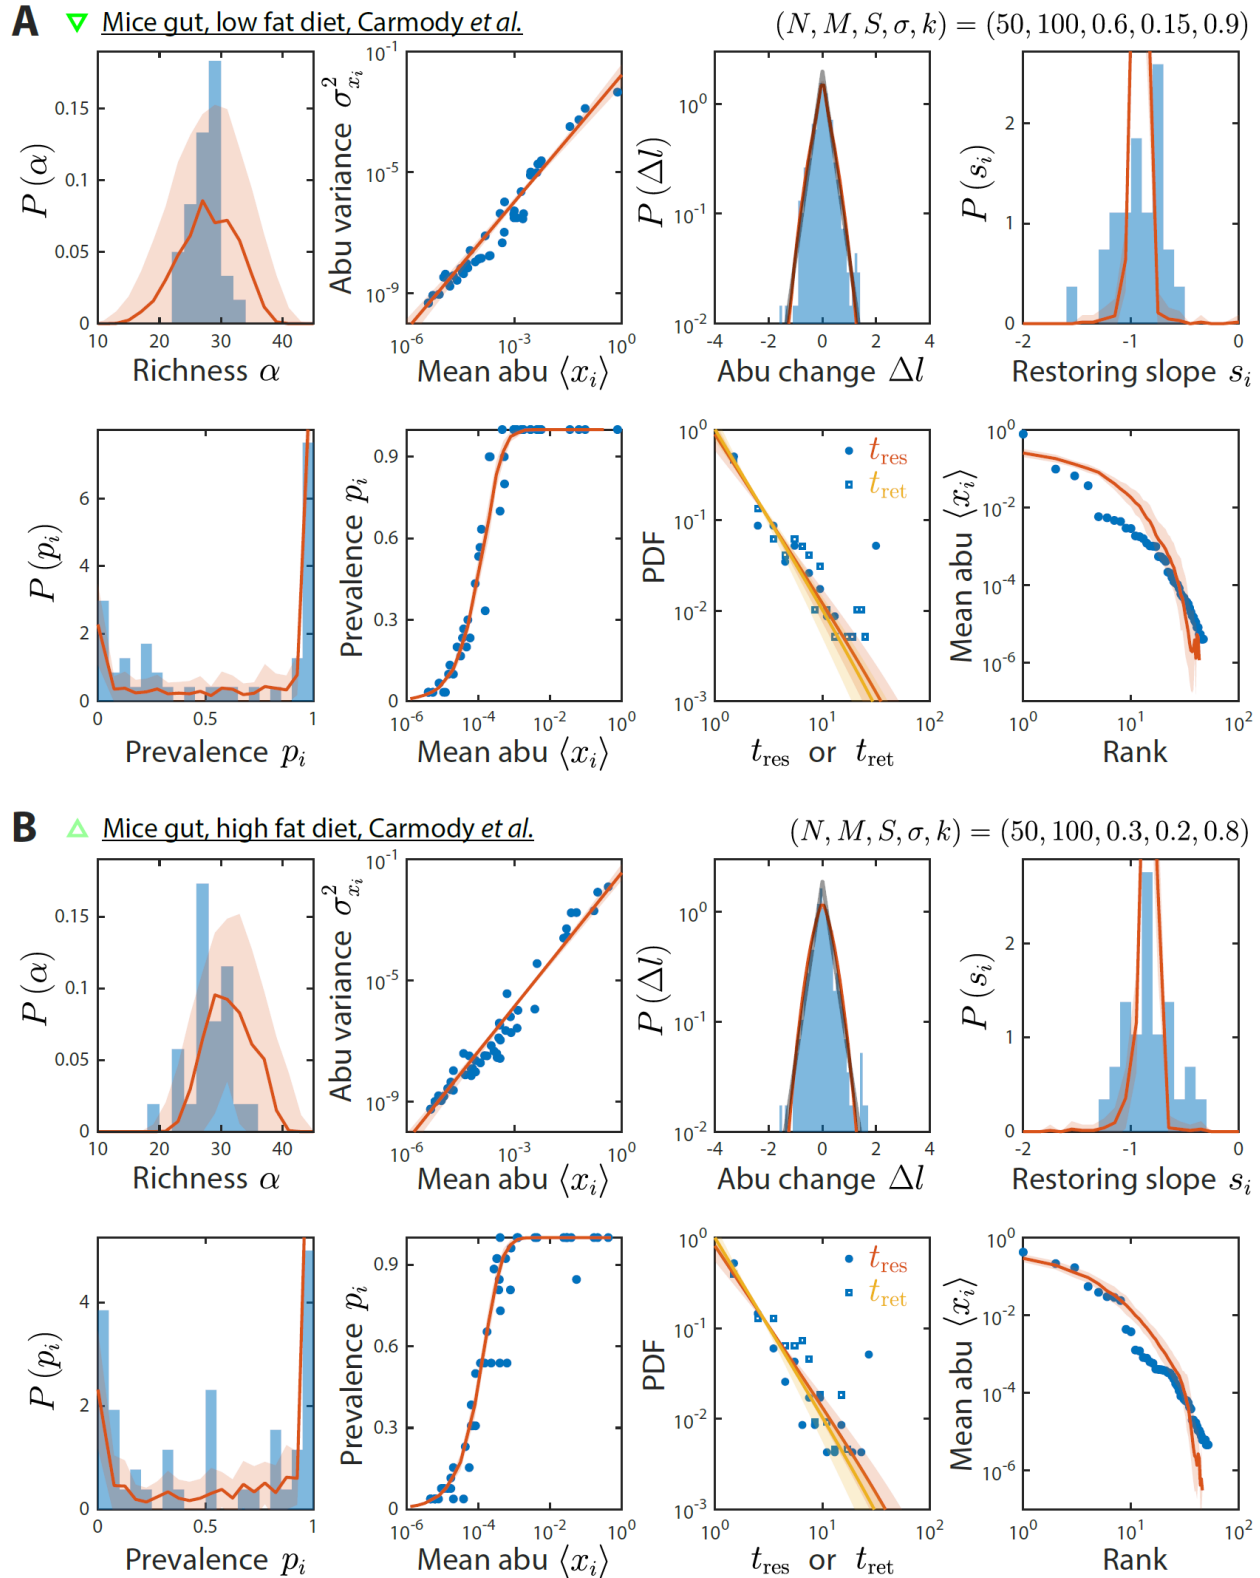 A ▽ Mice gut, low fat diet, Carmody et al. (N, M, S, σ, k) = (50, 100, 0.6, 0.15, 0.9)
P (α)
0.15
0.1
0.05
0
10 20 30 40
Richness α
Abu variance σ²ₓᵢ
10⁻¹
10⁻⁵
10⁻⁹
10⁻⁶ 10⁻³ 10⁰
Mean abu ⟨xᵢ⟩
P (Δl)
10⁰
10⁻¹
10⁻²
-4 -2 0 2 4
Abu change Δl
P (sᵢ)
2
1
0
-2 -1 0
Restoring slope sᵢ
P (pᵢ)
6
4
2
0
0 0.5 1
Prevalence pᵢ
Prevalence pᵢ
0.9
0.6
0.3
0
10⁻⁶ 10⁻⁴ 10⁻² 10⁰
Mean abu ⟨xᵢ⟩
PDF
10⁰
10⁻¹
10⁻²
10⁻³
t_res
t_ret
10⁰ 10¹ 10²
t_res or t_ret
Mean abu ⟨xᵢ⟩
10⁰
10⁻²
10⁻⁴
10⁻⁶
10⁰ 10¹ 10²
Rank
B △ Mice gut, high fat diet, Carmody et al. (N, M, S, σ, k) = (50, 100, 0.3, 0.2, 0.8)
P (α)
0.15
0.1
0.05
0
10 20 30 40
Richness α
Abu variance σ²ₓᵢ
10⁻¹
10⁻⁵
10⁻⁹
10⁻⁶ 10⁻³ 10⁰
Mean abu ⟨xᵢ⟩
P (Δl)
10⁰
10⁻¹
10⁻²
-4 -2 0 2 4
Abu change Δl
P (sᵢ)
2
1
0
-2 -1 0
Restoring slope sᵢ
P (pᵢ)
4
2
0
0 0.5 1
Prevalence pᵢ
Prevalence pᵢ
0.9
0.6
0.3
0
10⁻⁶ 10⁻⁴ 10⁻² 10⁰
Mean abu ⟨xᵢ⟩
PDF
10⁰
10⁻¹
10⁻²
10⁻³
t_res
t_ret
10⁰ 10¹ 10²
t_res or t_ret
Mean abu ⟨xᵢ⟩
10⁰
10⁻²
10⁻⁴
10⁻⁶
10⁰ 10¹ 10²
Rank